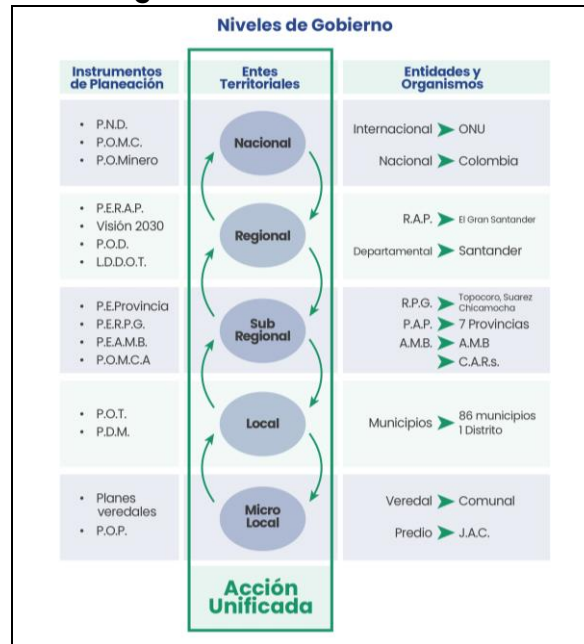 Niveles de Gobierno
Instrumentos
de Planeación
Entes
Territoriales
Entidades y
Organismos
• P.N.D.
• P.O.M.C.
• P.O.Minero
Nacional
Internacional ➤ ONU
Nacional ➤ Colombia
• P.E.R.A.P.
• Visión 2030
• P.O.D.
• L.D.D.O.T.
Regional
R.A.P. ➤ El Gran Santander
Departamental ➤ Santander
• P.E.Provincia
• P.E.R.P.G.
• P.E.A.M.B.
• P.O.M.C.A
Sub
Regional
R.P.G. ➤ Topocoro, Suarez
Chicamocha
P.A.P. ➤ 7 Provincias
A.M.B. ➤ A.M.B
➤ C.A.R.s.
• P.O.T.
• P.D.M.
Local
Municipios ➤ 86 municipios
1 Distrito
• Planes
veredales
• P.O.P.
Micro
Local
Veredal ➤ Comunal
Predio ➤ J.A.C.
Acción
Unificada